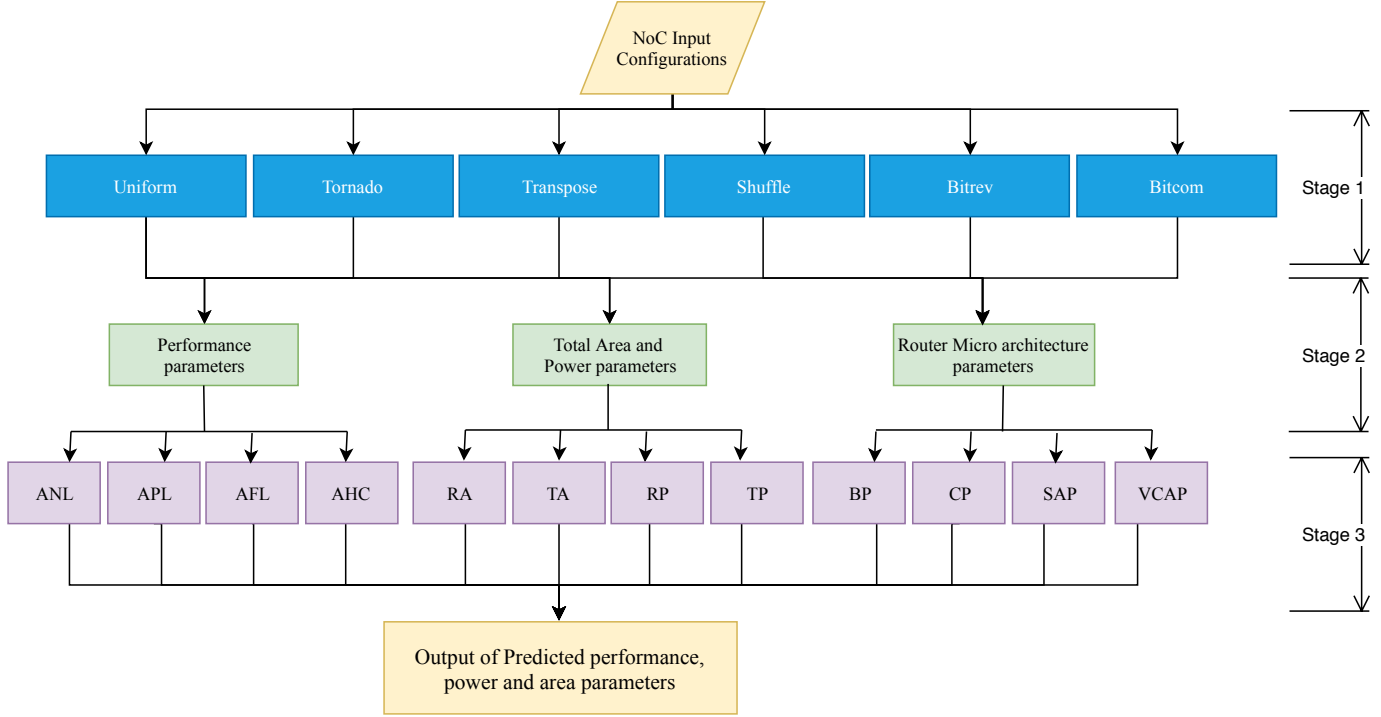 NoC Input
Configurations
Uniform
Tornado
Transpose
Shuffle
Bitrev
Bitcom
Stage 1
Performance
parameters
Total Area and
Power parameters
Router Micro architecture
parameters
Stage 2
ANL
APL
AFL
AHC
RA
TA
RP
TP
BP
CP
SAP
VCAP
Stage 3
Output of Predicted performance,
power and area parameters